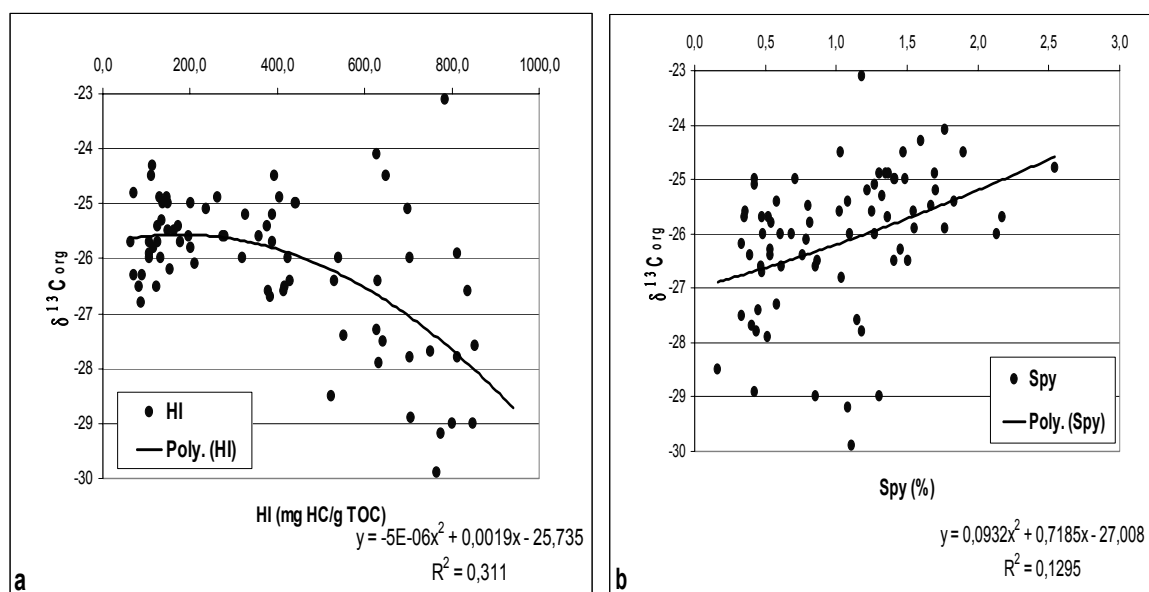 0,0 200,0 400,0 600,0 800,0 1000,0
-23
-24
-25
-26
-27
-28
-29
-30
δ ¹³C org
HI
Poly. (HI)
HI (mg HC/g TOC)
y = -5E-06x² + 0,0019x - 25,735
R² = 0,311
a
0,0 0,5 1,0 1,5 2,0 2,5 3,0
-23
-24
-25
-26
-27
-28
-29
-30
δ ¹³C org
Spy
Poly. (Spy)
Spy (%)
y = 0,0932x² + 0,7185x - 27,008
R² = 0,1295
b